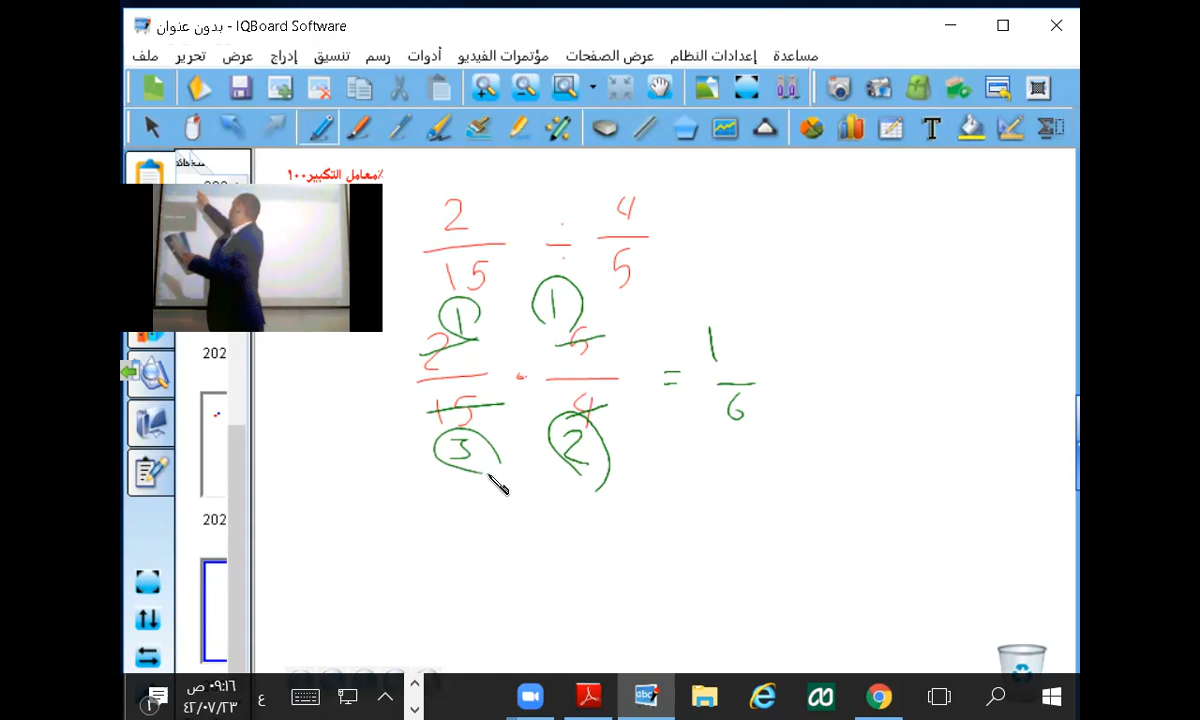 بدون عنوان - IQBoard Software
ملف تحرير عرض إدراج تنسيق رسم أدوات مؤتمرات الفيديو عرض الصفحات إعدادات النظام مساعدة
معامل التكبير١٠٠٪
2/15 ÷ 4/5
1 1
2/15 · 5/4 = 1/6
3 2
202
202
٠٩:١٦ ص
٤٢/٠٧/٢٣
ع
abc